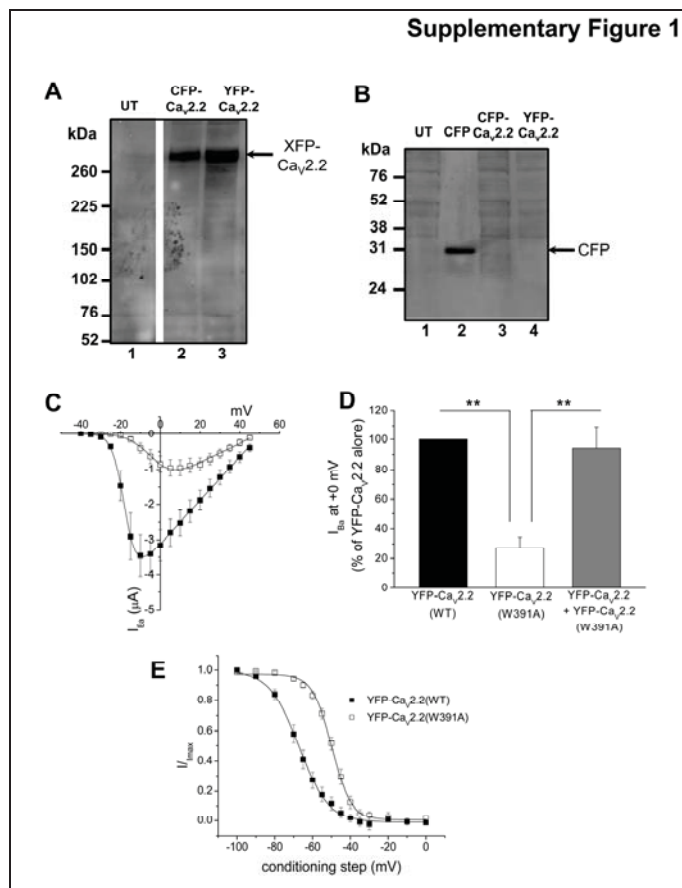 Supplementary Figure 1
A
UT
CFP-
Cav2.2
YFP-
Cav2.2
kDa
260
225
150
102
76
52
XFP-
Cav2.2
1 2 3
B
UT CFP
CFP-
Cav2.2
YFP-
Cav2.2
kDa
76
52
38
31
24
CFP
1 2 3 4
C
mV
-40 -20 0 20 40 60
-1
-2
-3
-4
-5
IBa (µA)
D
** **
120
100
80
60
40
20
0
IBa at +0 mV
(% of YFP-Cav2.2 alore)
YFP-Cav2.2
(WT)
YFP-Cav2.2
(W391A)
YFP-Cav2.2
+ YFP-Cav2.2
(W391A)
E
1.0
0.8
0.6
0.4
0.2
0.0
I/Imax
YFP-Cav2.2(WT)
YFP-Cav2.2(W391A)
-100 -80 -60 -40 -20 0
conditioning step (mV)